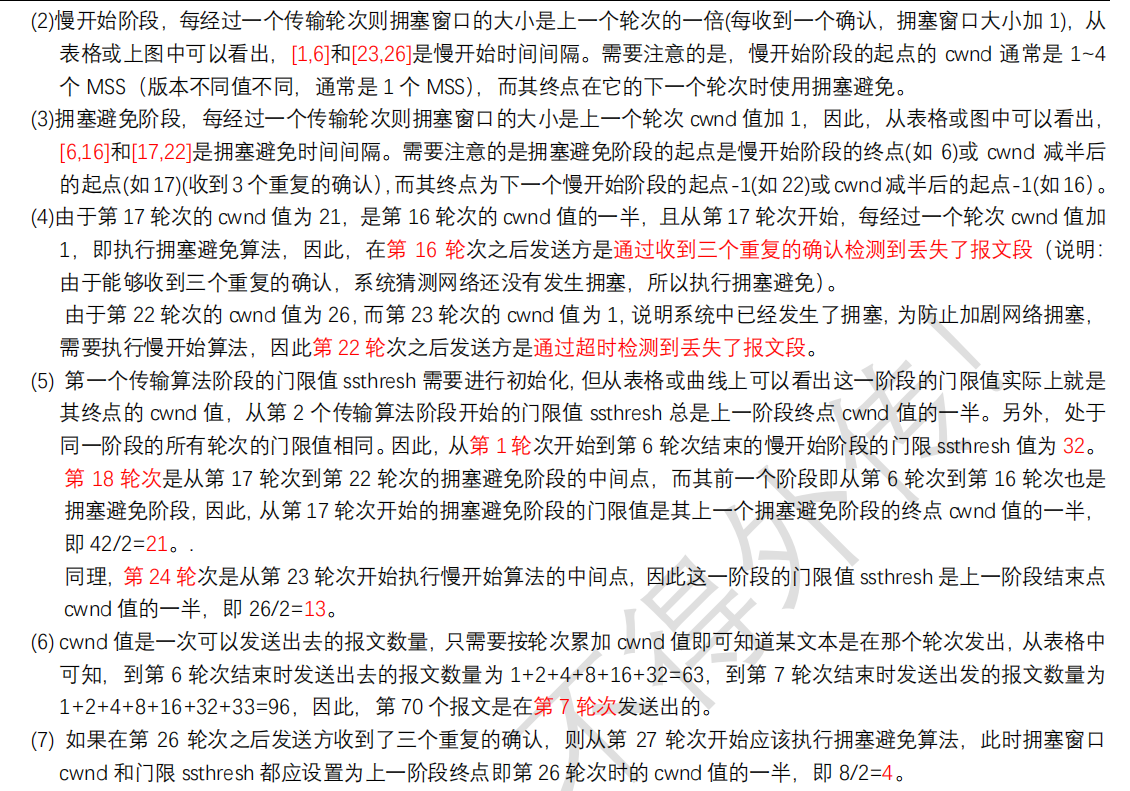 (2)慢开始阶段，每经过一个传输轮次则拥塞窗口的大小是上一个轮次的一倍(每收到一个确认，拥塞窗口大小加 1)，从
表格或上图中可以看出，[1,6]和[23,26]是慢开始时间间隔。需要注意的是，慢开始阶段的起点的 cwnd 通常是 1~4
个 MSS（版本不同值不同，通常是 1 个 MSS），而其终点在它的下一个轮次时使用拥塞避免。
(3)拥塞避免阶段，每经过一个传输轮次则拥塞窗口的大小是上一个轮次 cwnd 值加 1，因此，从表格或图中可以看出，
[6,16]和[17,22]是拥塞避免时间间隔。需要注意的是拥塞避免阶段的起点是慢开始阶段的终点(如 6)或 cwnd 减半后
的起点(如17)(收到3个重复的确认)，而其终点为下一个慢开始阶段的起点-1(如22)或cwnd减半后的起点-1(如16)。
(4)由于第 17 轮次的 cwnd 值为 21，是第 16 轮次的 cwnd 值的一半，且从第 17 轮次开始，每经过一个轮次 cwnd 值加
1，即执行拥塞避免算法，因此，在第 16 轮次之后发送方是通过收到三个重复的确认检测到丢失了报文段（说明：
由于能够收到三个重复的确认，系统猜测网络还没有发生拥塞，所以执行拥塞避免）。
由于第 22 轮次的 cwnd 值为 26，而第 23 轮次的 cwnd 值为 1，说明系统中已经发生了拥塞，为防止加剧网络拥塞，
需要执行慢开始算法，因此第 22 轮次之后发送方是通过超时检测到丢失了报文段。
(5) 第一个传输算法阶段的门限值 ssthresh 需要进行初始化，但从表格或曲线上可以看出这一阶段的门限值实际上就是
其终点的 cwnd 值，从第 2 个传输算法阶段开始的门限值 ssthresh 总是上一阶段终点 cwnd 值的一半。另外，处于
同一阶段的所有轮次的门限值相同。因此，从第 1 轮次开始到第 6 轮次结束的慢开始阶段的门限 ssthresh 值为 32。
第 18 轮次是从第 17 轮次到第 22 轮次的拥塞避免阶段的中间点，而其前一个阶段即从第 6 轮次到第 16 轮次也是
拥塞避免阶段，因此，从第 17 轮次开始的拥塞避免阶段的门限值是其上一个拥塞避免阶段的终点 cwnd 值的一半，
即 42/2=21。.
同理，第 24 轮次是从第 23 轮次开始执行慢开始算法的中间点，因此这一阶段的门限值 ssthresh 是上一阶段结束点
cwnd 值的一半，即 26/2=13。
(6) cwnd 值是一次可以发送出去的报文数量，只需要按轮次累加 cwnd 值即可知道某文本是在那个轮次发出，从表格中
可知，到第 6 轮次结束时发送出去的报文数量为 1+2+4+8+16+32=63，到第 7 轮次结束时发送出发的报文数量为
1+2+4+8+16+32+33=96，因此，第 70 个报文是在第 7 轮次发送出的。
(7) 如果在第 26 轮次之后发送方收到了三个重复的确认，则从第 27 轮次开始应该执行拥塞避免算法，此时拥塞窗口
cwnd 和门限 ssthresh 都应设置为上一阶段终点即第 26 轮次时的 cwnd 值的一半，即 8/2=4。
不得外传！